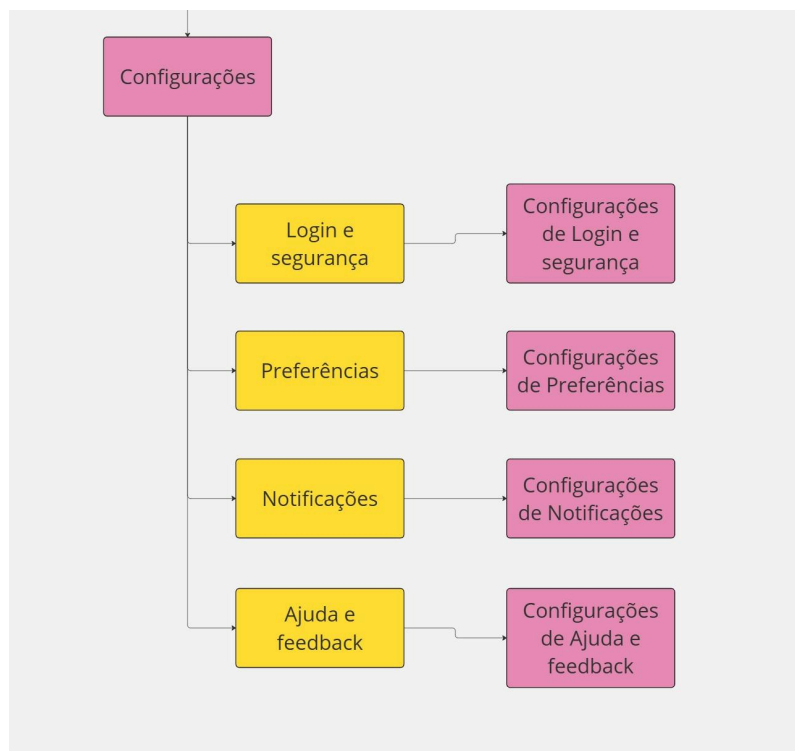 Configurações
Login e
segurança
Configurações
de Login e
segurança
Preferências
Configurações
de Preferências
Notificações
Configurações
de Notificações
Ajuda e
feedback
Configurações
de Ajuda e
feedback